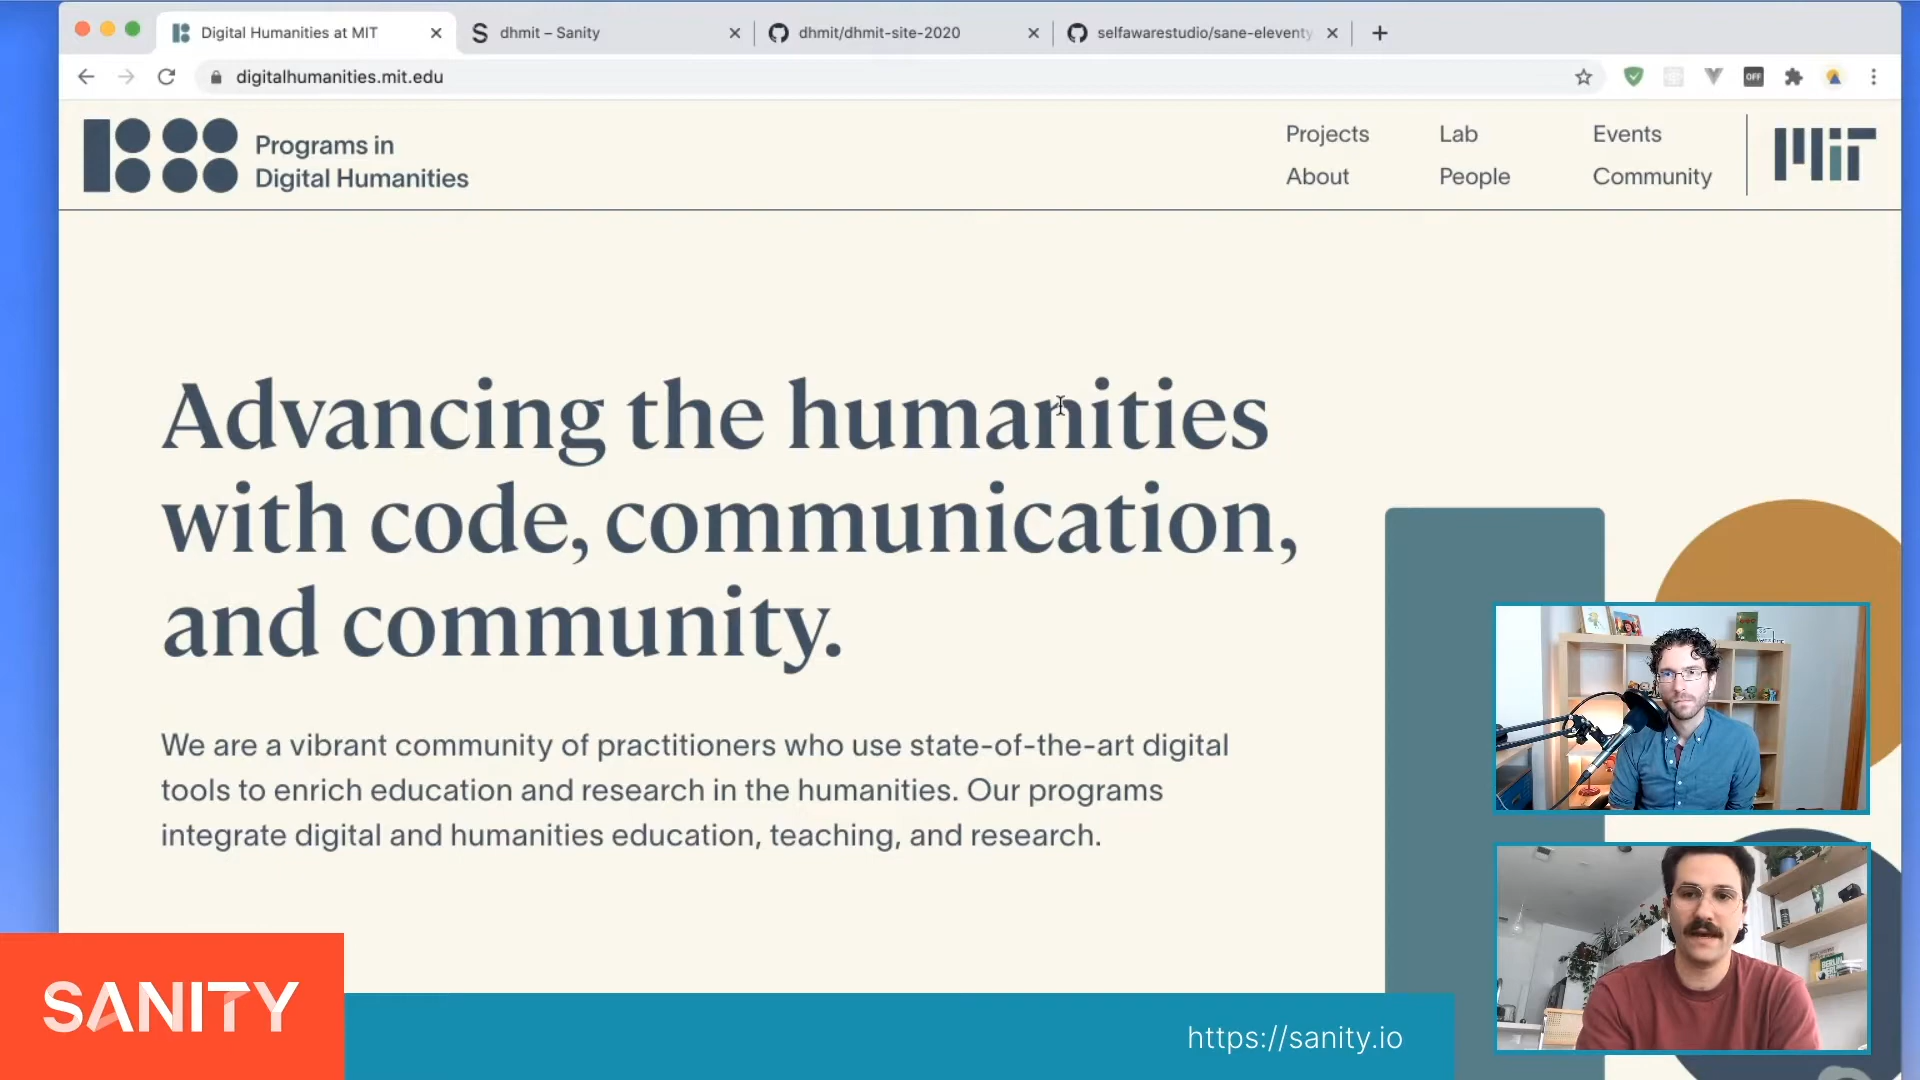 Digital Humanities at MIT
dhmit – Sanity
dhmit/dhmit-site-2020
selfawarestudio/sane-eleventy
digitalhumanities.mit.edu
OFF
Programs in
Digital Humanities
Projects
Lab
Events
About
People
Community
MIT
Advancing the humanities
with code, communication,
and community.
We are a vibrant community of practitioners who use state-of-the-art digital
tools to enrich education and research in the humanities. Our programs
integrate digital and humanities education, teaching, and research.
SANITY
https://sanity.io